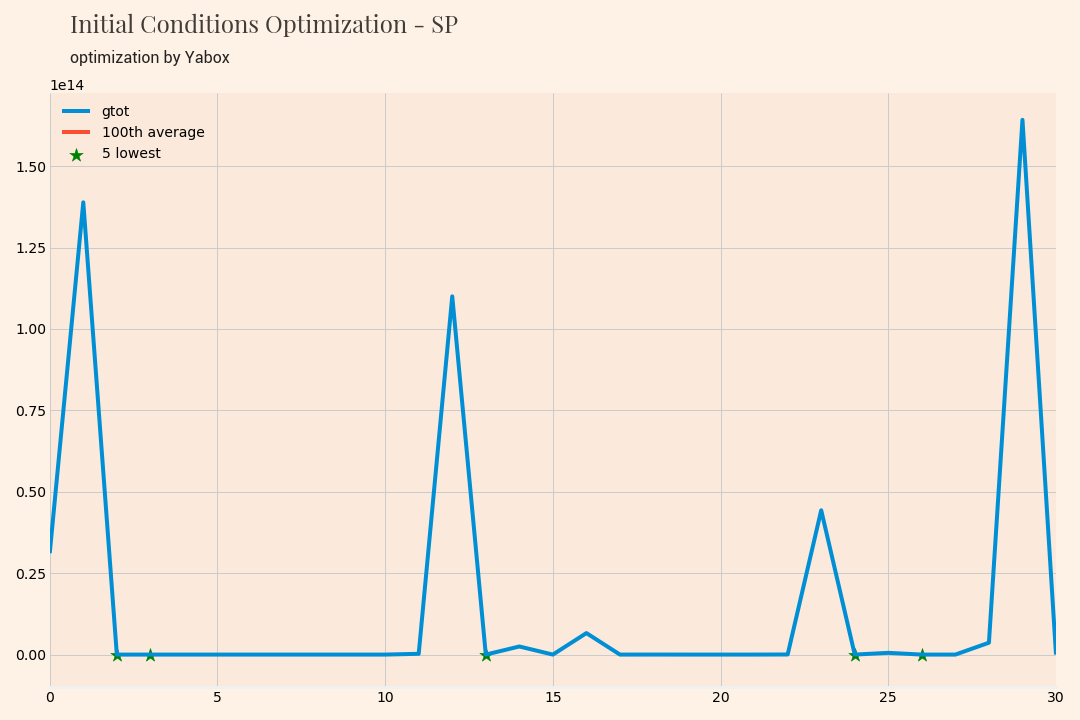 Initial Conditions Optimization - SP
optimization by Yabox
1e14
gtot
100th average
5 lowest
1.50
1.25
1.00
0.75
0.50
0.25
0.00
0 5 10 15 20 25 30